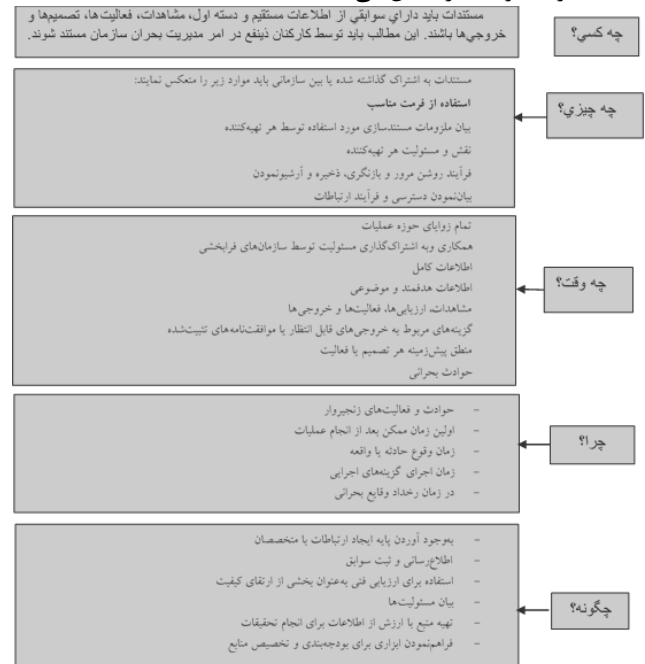 مستندات باید داراي سوابقي از اطلاعات مستقیم و دسته اول، مشاهدات، فعالیت‌ها، تصمیم‌ها و
خروجي‌ها باشند. این مطالب باید توسط کارکنان ذینفع در امر مدیریت بحران سازمان مستند شوند.
چه کسي؟
مستندات به اشتراک گذاشته شده یا بین سازمانی باید موارد زیر را منعکس نمایند:
استفاده از فرمت مناسب
بیان ملزومات مستندسازی مورد استفاده توسط هر تهیه‌کننده
نقش و مسئولیت هر تهیه‌کننده
فرآیند روشن مرور و بازنگری، ذخیره و آرشیونمودن
بیان‌نمودن دسترسی و فرآیند ارتباطات
چه چیزي؟
تمام زوایای حوزه عملیات
همکاری وبه اشتراک‌گذاری مسئولیت توسط سازمان‌های فرابخشی
اطلاعات کامل
اطلاعات هدفمند و موضوعی
مشاهدات، ارزیابی‌ها، فعالیت‌ها و خروجی‌ها
گزینه‌های مربوط به خروجی‌های قابل انتظار یا موافقت‌نامه‌های تثبیت‌شده
منطق پیش‌زمینه هر تصمیم یا فعالیت
حوادث بحرانی
چه وقت؟
- حوادث و فعالیت‌های زنجیروار
- اولین زمان ممکن بعد از انجام عملیات
- زمان وقوع حادثه یا واقعه
- زمان اجرای گزینه‌های اجرایی
- در زمان رخداد وقایع بحرانی
چرا؟
- به‌وجود آوردن پایه ایجاد ارتباطات با متخصصان
- اطلاع‌رسانی و ثبت سوابق
- استفاده برای ارزیابی فنی به‌عنوان بخشی از ارتقای کیفیت
- بیان مسئولیت‌ها
- تهیه منبع با ارزش از اطلاعات برای انجام تحقیقات
- فراهم‌نمودن ابزاری برای بودجه‌بندی و تخصیص منابع
چگونه؟